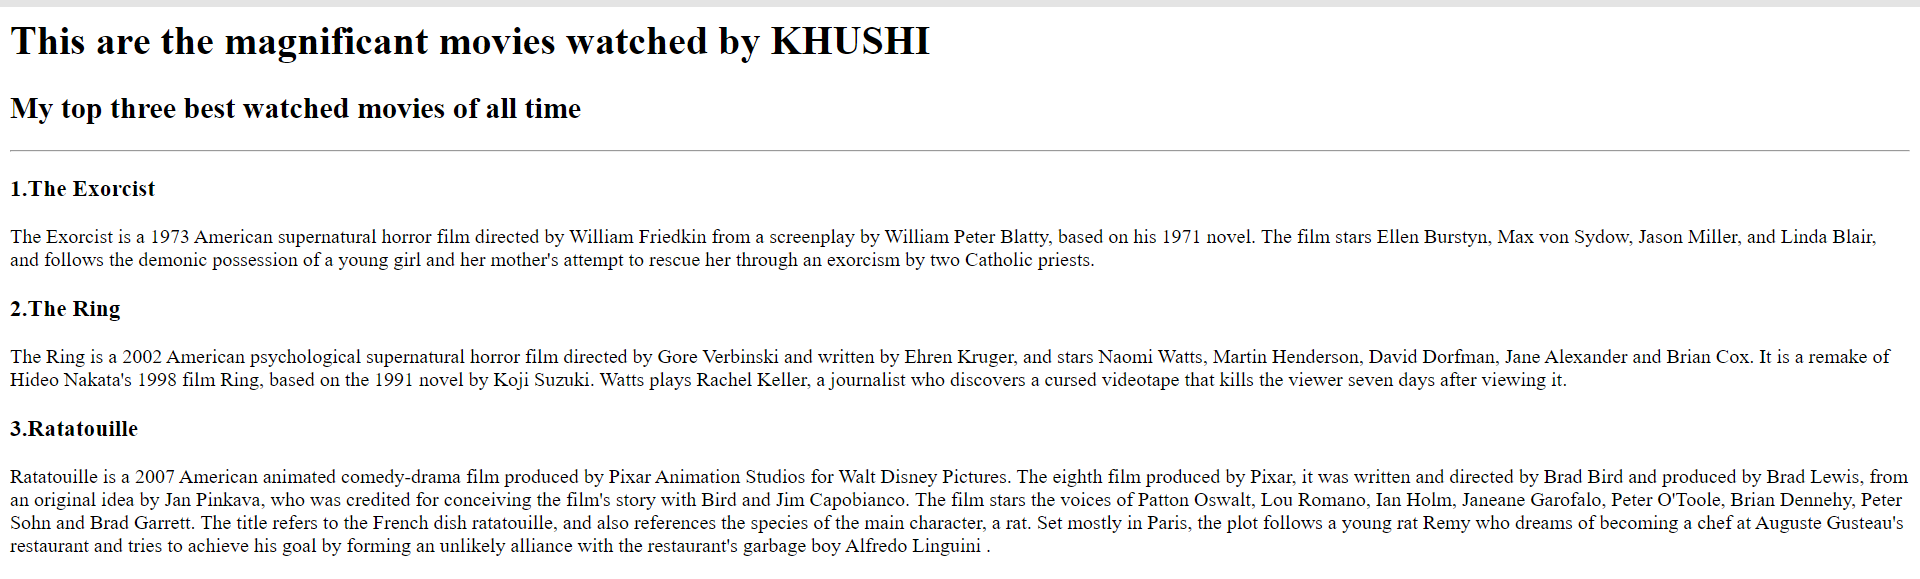 This are the magnificant movies watched by KHUSHI
My top three best watched movies of all time
1.The Exorcist
The Exorcist is a 1973 American supernatural horror film directed by William Friedkin from a screenplay by William Peter Blatty, based on his 1971 novel. The film stars Ellen Burstyn, Max von Sydow, Jason Miller, and Linda Blair,
and follows the demonic possession of a young girl and her mother's attempt to rescue her through an exorcism by two Catholic priests.
2.The Ring
The Ring is a 2002 American psychological supernatural horror film directed by Gore Verbinski and written by Ehren Kruger, and stars Naomi Watts, Martin Henderson, David Dorfman, Jane Alexander and Brian Cox. It is a remake of
Hideo Nakata's 1998 film Ring, based on the 1991 novel by Koji Suzuki. Watts plays Rachel Keller, a journalist who discovers a cursed videotape that kills the viewer seven days after viewing it.
3.Ratatouille
Ratatouille is a 2007 American animated comedy-drama film produced by Pixar Animation Studios for Walt Disney Pictures. The eighth film produced by Pixar, it was written and directed by Brad Bird and produced by Brad Lewis, from
an original idea by Jan Pinkava, who was credited for conceiving the film's story with Bird and Jim Capobianco. The film stars the voices of Patton Oswalt, Lou Romano, Ian Holm, Janeane Garofalo, Peter O'Toole, Brian Dennehy, Peter
Sohn and Brad Garrett. The title refers to the French dish ratatouille, and also references the species of the main character, a rat. Set mostly in Paris, the plot follows a young rat Remy who dreams of becoming a chef at Auguste Gusteau's
restaurant and tries to achieve his goal by forming an unlikely alliance with the restaurant's garbage boy Alfredo Linguini .